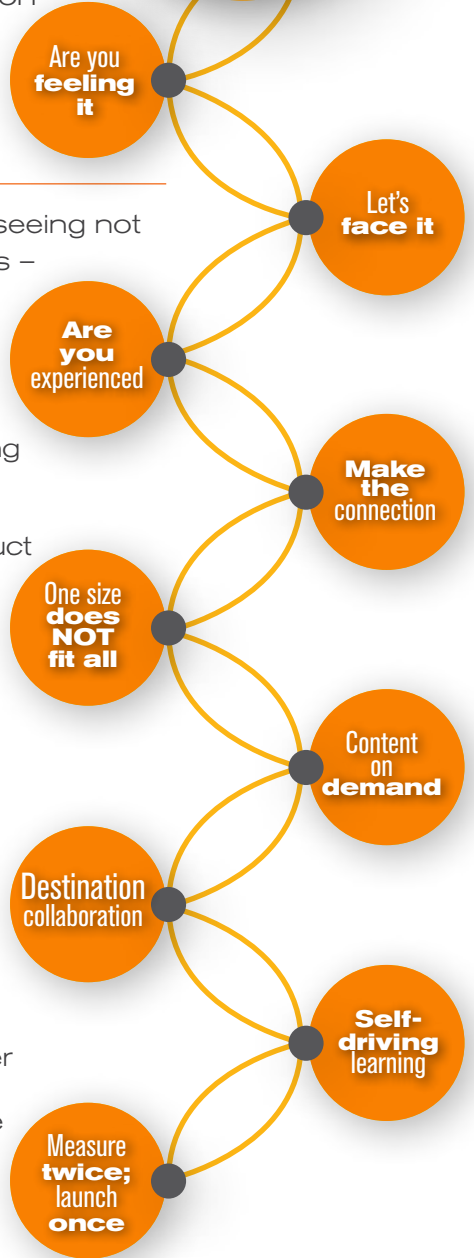 Are you
feeling
it
Let's
face it
seeing not
s –
Are
you
experienced
ng
Make
the
connection
uct
One size
does
NOT
fit all
Content
on
demand
Destination
collaboration
Self-
driving
learning
er
e
Measure
twice;
launch
once